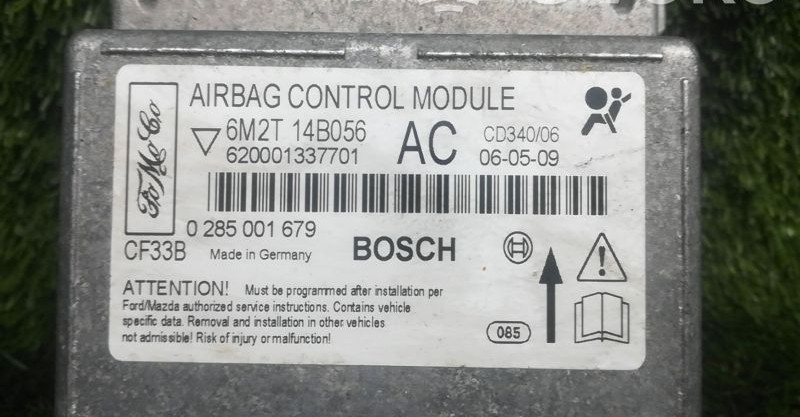 FoMoCo
AIRBAG CONTROL MODULE
6M2T 14B056
AC
CD340/06
620001337701
06-05-09
0 285 001 679
CF33B
Made in Germany
BOSCH
ATTENTION! Must be programmed after installation per
Ford/Mazda authorized service instructions. Contains vehicle
specific data. Removal and installation in other vehicles
not admissible! Risk of injury or malfunction!
085